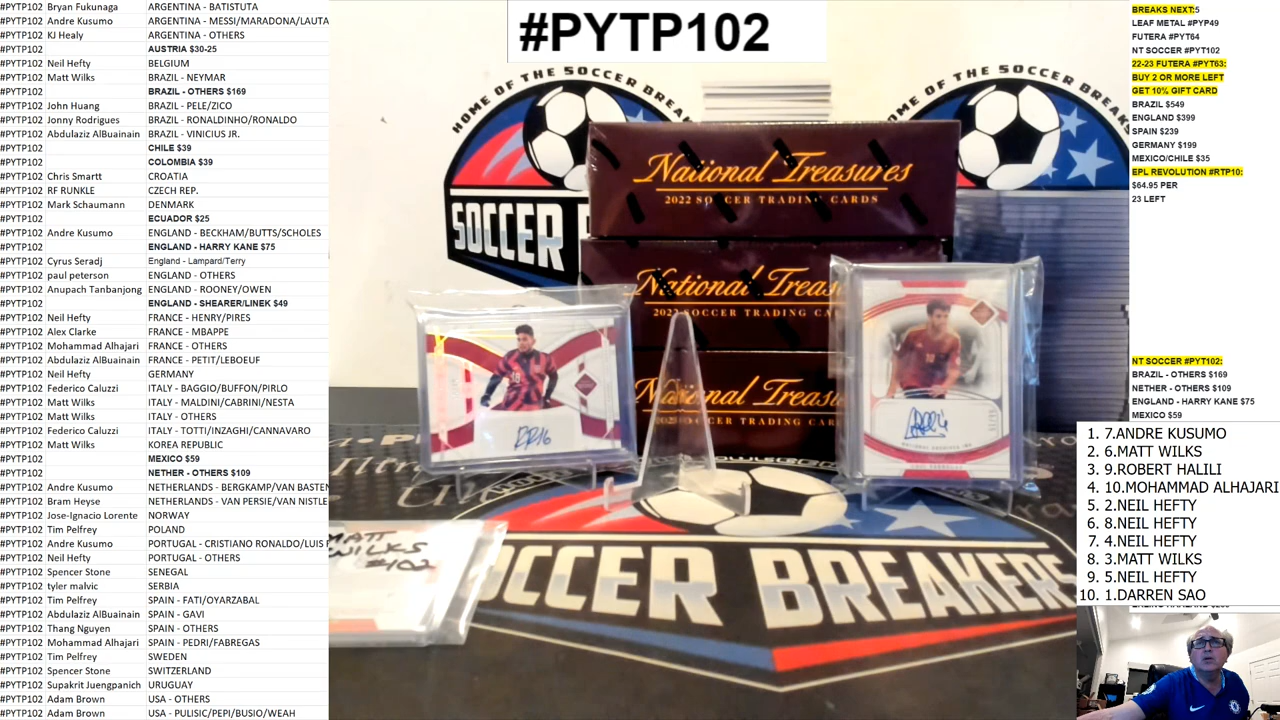 #PYTP102 Bryan Fukunaga ARGENTINA - BATISTUTA
#PYTP102 Andre Kusumo ARGENTINA - MESSI/MARADONA/LAUTA
#PYTP102 KJ Healy ARGENTINA - OTHERS
#PYTP102 AUSTRIA $30-25
#PYTP102 Neil Hefty BELGIUM
#PYTP102 Matt Wilks BRAZIL - NEYMAR
#PYTP102 BRAZIL - OTHERS $169
#PYTP102 John Huang BRAZIL - PELE/ZICO
#PYTP102 Jonny Rodrigues BRAZIL - RONALDINHO/RONALDO
#PYTP102 Abdulaziz AlBuainain BRAZIL - VINICIUS JR.
#PYTP102 CHILE $39
#PYTP102 COLOMBIA $39
#PYTP102 Chris Smartt CROATIA
#PYTP102 RF RUNKLE CZECH REP.
#PYTP102 Mark Schaumann DENMARK
#PYTP102 ECUADOR $25
#PYTP102 Andre Kusumo ENGLAND - BECKHAM/BUTTS/SCHOLES
#PYTP102 ENGLAND - HARRY KANE $75
#PYTP102 Cyrus Seradj England - Lampard/Terry
#PYTP102 paul peterson ENGLAND - OTHERS
#PYTP102 Anupach Tanbanjong ENGLAND - ROONEY/OWEN
#PYTP102 ENGLAND - SHEARER/LINEK $49
#PYTP102 Neil Hefty FRANCE - HENRY/PIRES
#PYTP102 Alex Clarke FRANCE - MBAPPE
#PYTP102 Mohammad Alhajari FRANCE - OTHERS
#PYTP102 Abdulaziz AlBuainain FRANCE - PETIT/LEBOEUF
#PYTP102 Neil Hefty GERMANY
#PYTP102 Federico Caluzzi ITALY - BAGGIO/BUFFON/PIRLO
#PYTP102 Matt Wilks ITALY - MALDINI/CABRINI/NESTA
#PYTP102 Matt Wilks ITALY - OTHERS
#PYTP102 Federico Caluzzi ITALY - TOTTI/INZAGHI/CANNAVARO
#PYTP102 Matt Wilks KOREA REPUBLIC
#PYTP102 MEXICO $59
#PYTP102 NETHER - OTHERS $109
#PYTP102 Andre Kusumo NETHERLANDS - BERGKAMP/VAN BASTEN
#PYTP102 Bram Heyse NETHERLANDS - VAN PERSIE/VAN NISTLE
#PYTP102 Jose-Ignacio Lorente NORWAY
#PYTP102 Tim Pelfrey POLAND
#PYTP102 Andre Kusumo PORTUGAL - CRISTIANO RONALDO/LUIS F
#PYTP102 Neil Hefty PORTUGAL - OTHERS
#PYTP102 Spencer Stone SENEGAL
#PYTP102 tyler malvic SERBIA
#PYTP102 Tim Pelfrey SPAIN - FATI/OYARZABAL
#PYTP102 Abdulaziz AlBuainain SPAIN - GAVI
#PYTP102 Thang Nguyen SPAIN - OTHERS
#PYTP102 Mohammad Alhajari SPAIN - PEDRI/FABREGAS
#PYTP102 Tim Pelfrey SWEDEN
#PYTP102 Spencer Stone SWITZERLAND
#PYTP102 Supakrit Juengpanich URUGUAY
#PYTP102 Adam Brown USA - OTHERS
#PYTP102 Adam Brown USA - PULISIC/PEPI/BUSIO/WEAH
#PYTP102
HOME OF THE SOCCER BREAK
HOME OF THE SOCCER BREAKE
SOCCER
BREA
National Treasures
2022 SOCCER TRADING CARDS
National Treas
2022 SOCCER TRADING CAR
National Treasu
SOCCER TRADING CAR
MATT
WILKS
#102
SOCCER BREAKERS
BREAKS NEXT:5
LEAF METAL #PYP49
FUTERA #PYT64
NT SOCCER #PYT102
22-23 FUTERA #PYT63:
BUY 2 OR MORE LEFT
GET 10% GIFT CARD
BRAZIL $549
ENGLAND $399
SPAIN $239
GERMANY $199
MEXICO/CHILE $35
EPL REVOLUTION #RTP10:
$64.95 PER
23 LEFT
NT SOCCER #PYT102:
BRAZIL - OTHERS $169
NETHER - OTHERS $109
ENGLAND - HARRY KANE $75
MEXICO $59
1. 7.ANDRE KUSUMO
2. 6.MATT WILKS
3. 9.ROBERT HALILI
4. 10.MOHAMMAD ALHAJARI
5. 2.NEIL HEFTY
6. 8.NEIL HEFTY
7. 4.NEIL HEFTY
8. 3.MATT WILKS
9. 5.NEIL HEFTY
10. 1.DARREN SAO